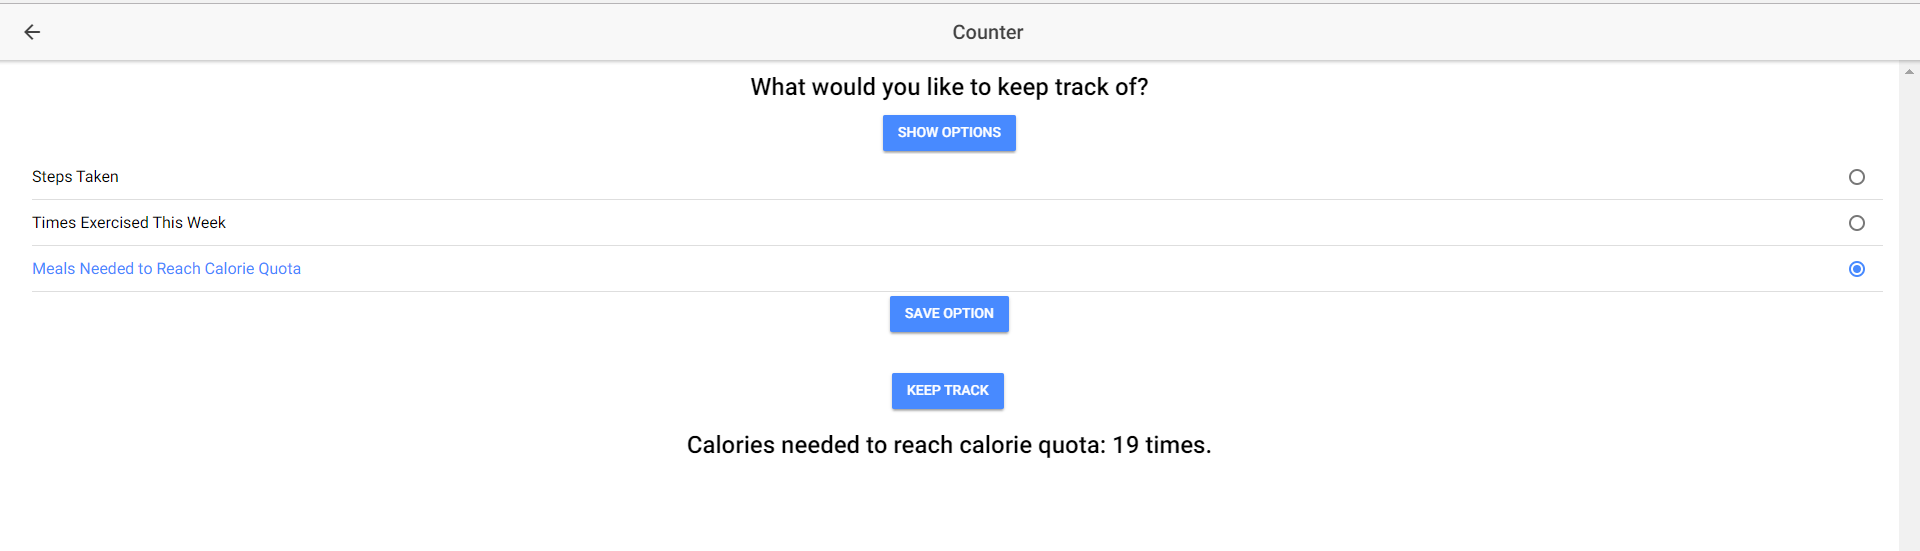 Counter
What would you like to keep track of?
SHOW OPTIONS
Steps Taken
Times Exercised This Week
Meals Needed to Reach Calorie Quota
SAVE OPTION
KEEP TRACK
Calories needed to reach calorie quota: 19 times.